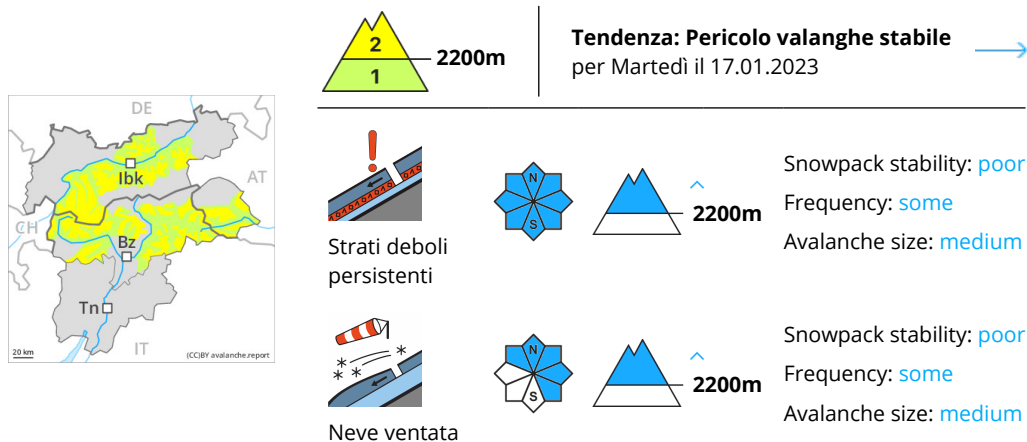 2
1
2200m
Tendenza: Pericolo valanghe stabile
per Martedì il 17.01.2023
DE
Ibk
AT
CH
Bz
Tn
IT
20 km
(CC)BY avalanche.report
Strati deboli
persistenti
N
S
2200m
Snowpack stability: poor
Frequency: some
Avalanche size: medium
Neve ventata
N
S
2200m
Snowpack stability: poor
Frequency: some
Avalanche size: medium